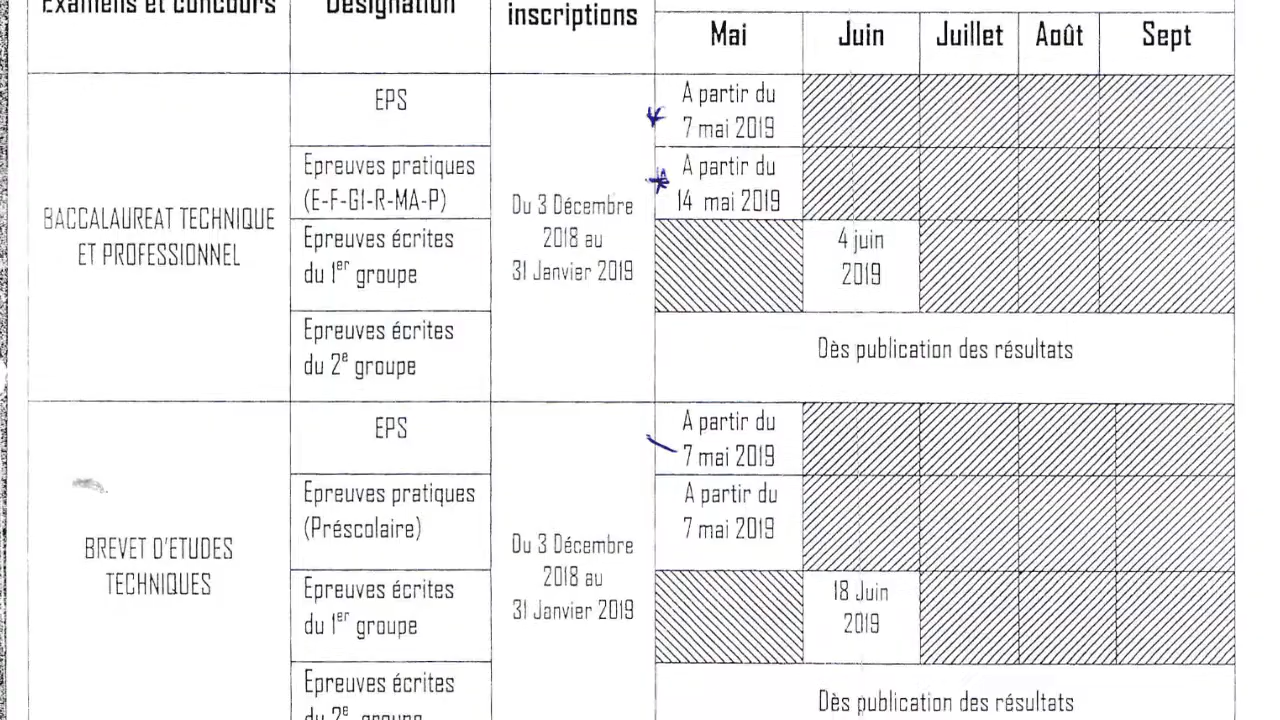 Examens et concours
Désignation
inscriptions
Mai
Juin
Juillet
Août
Sept
BACCALAUREAT TECHNIQUE
ET PROFESSIONNEL
EPS
Du 3 Décembre
2018 au
31 Janvier 2019
A partir du
7 mai 2019
Epreuves pratiques
(E-F-GI-R-MA-P)
A partir du
14 mai 2019
Epreuves écrites
du 1er groupe
4 juin
2019
Epreuves écrites
du 2e groupe
Dès publication des résultats
BREVET D'ETUDES
TECHNIQUES
EPS
Du 3 Décembre
2018 au
31 Janvier 2019
A partir du
7 mai 2019
Epreuves pratiques
(Préscolaire)
A partir du
7 mai 2019
Epreuves écrites
du 1er groupe
18 Juin
2019
Epreuves écrites
du 2e groupe
Dès publication des résultats